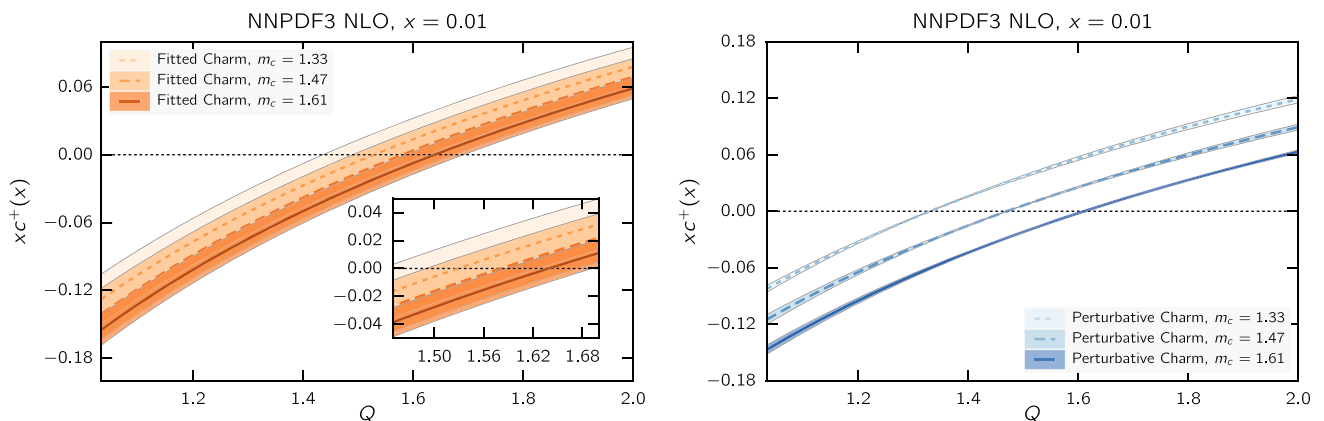 NNPDF3 NLO, x = 0.01
Fitted Charm, m_c = 1.33
Fitted Charm, m_c = 1.47
Fitted Charm, m_c = 1.61
0.06
0.00
−0.06
−0.12
−0.18
xc⁺(x)
0.04
0.02
0.00
−0.02
−0.04
1.50 1.56 1.62 1.68
1.2 1.4 1.6 1.8 2.0
Q
NNPDF3 NLO, x = 0.01
0.18
0.12
0.06
0.00
−0.06
−0.12
−0.18
xc⁺(x)
Perturbative Charm, m_c = 1.33
Perturbative Charm, m_c = 1.47
Perturbative Charm, m_c = 1.61
1.2 1.4 1.6 1.8 2.0
Q